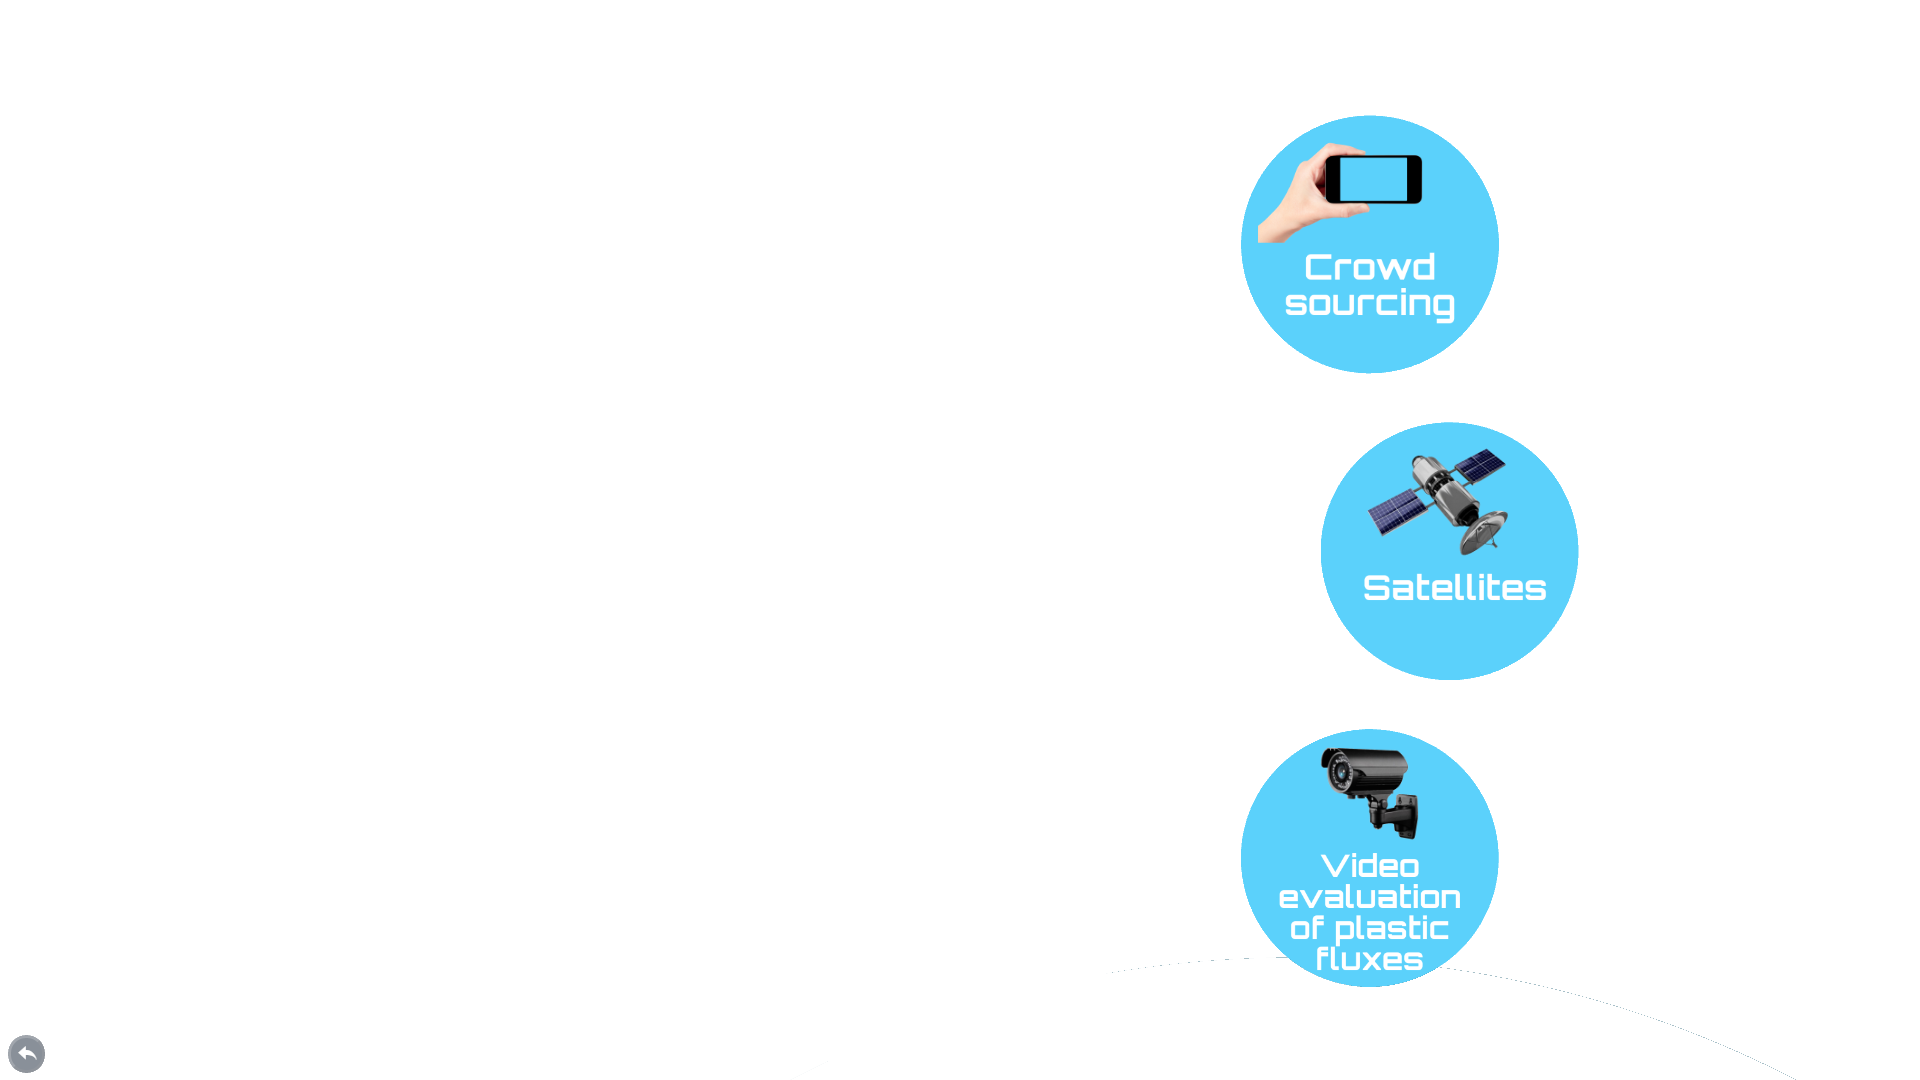 Crowd
sourcing
Satellites
Video
evaluation
of plastic
fluxes